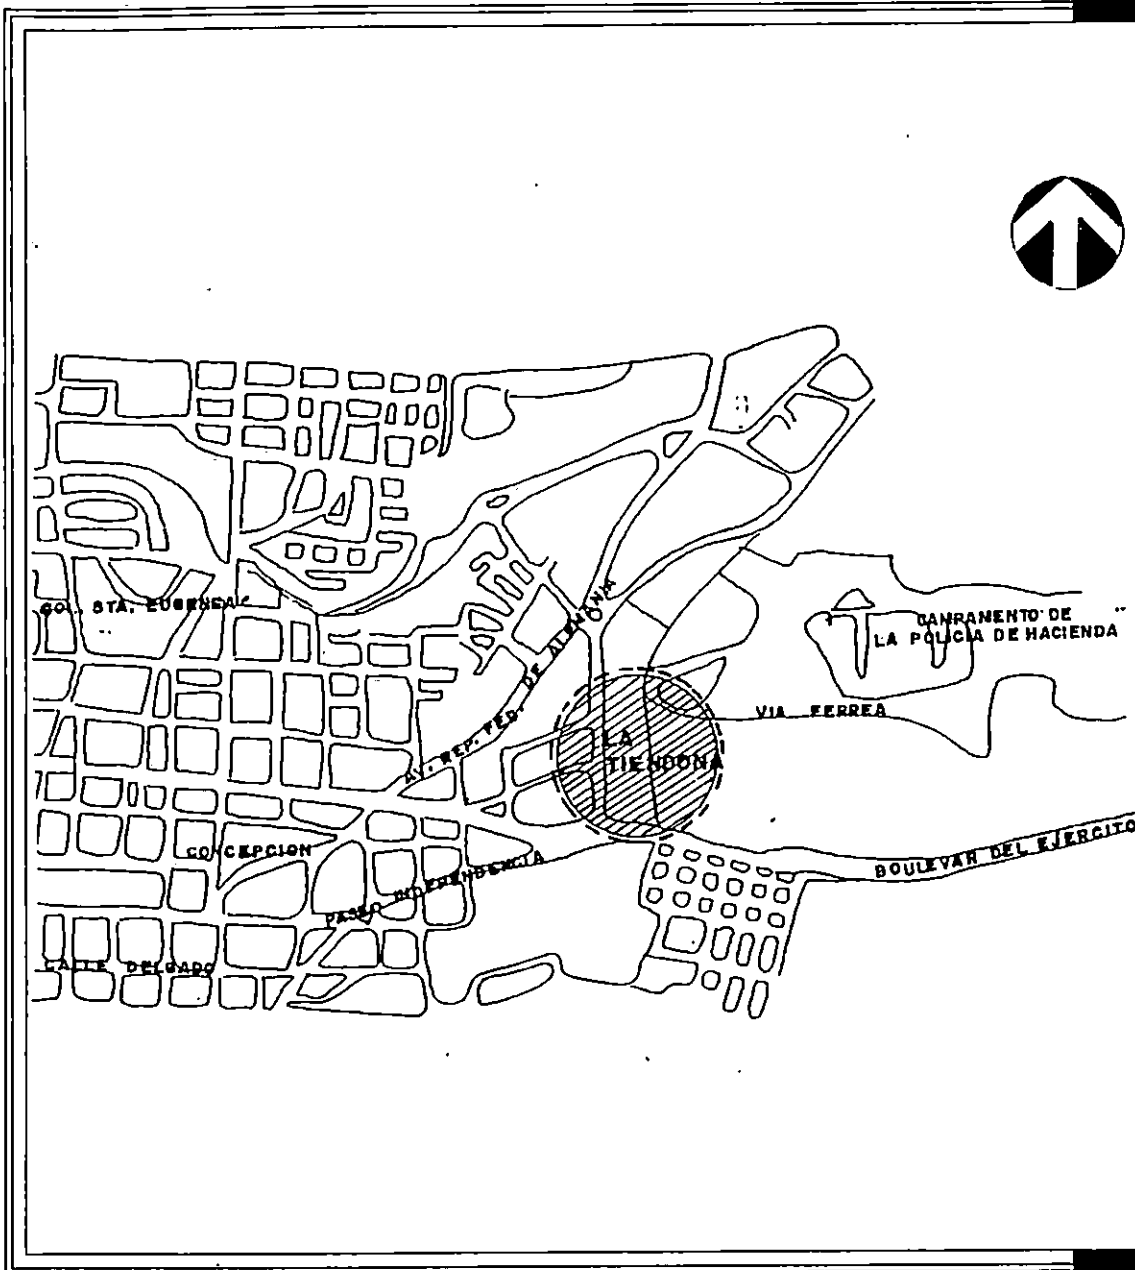 COL. STA. EUGENEA
CAMPAMENTO DE
LA POLICIA DE HACIENDA
AV. REP. FED. DE ALEMANIA
VIA FERREA
LA
TIENDONA
CONCEPCION
PASEO INDEPENDENCIA
BOULEVAR DEL EJERCITO
CALLE DELGADO